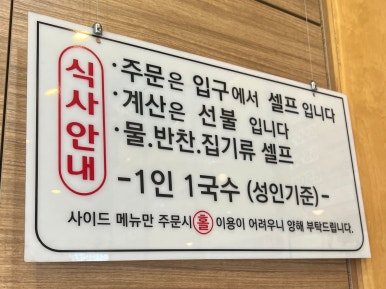 식사안내
·주문은 입구에서 셀프입니다
·계산은 선불 입니다
·물.반찬.집기류 셀프
-1인 1국수 (성인기준)-
사이드 메뉴만 주문시 홀 이용이 어려우니 양해 부탁드립니다.